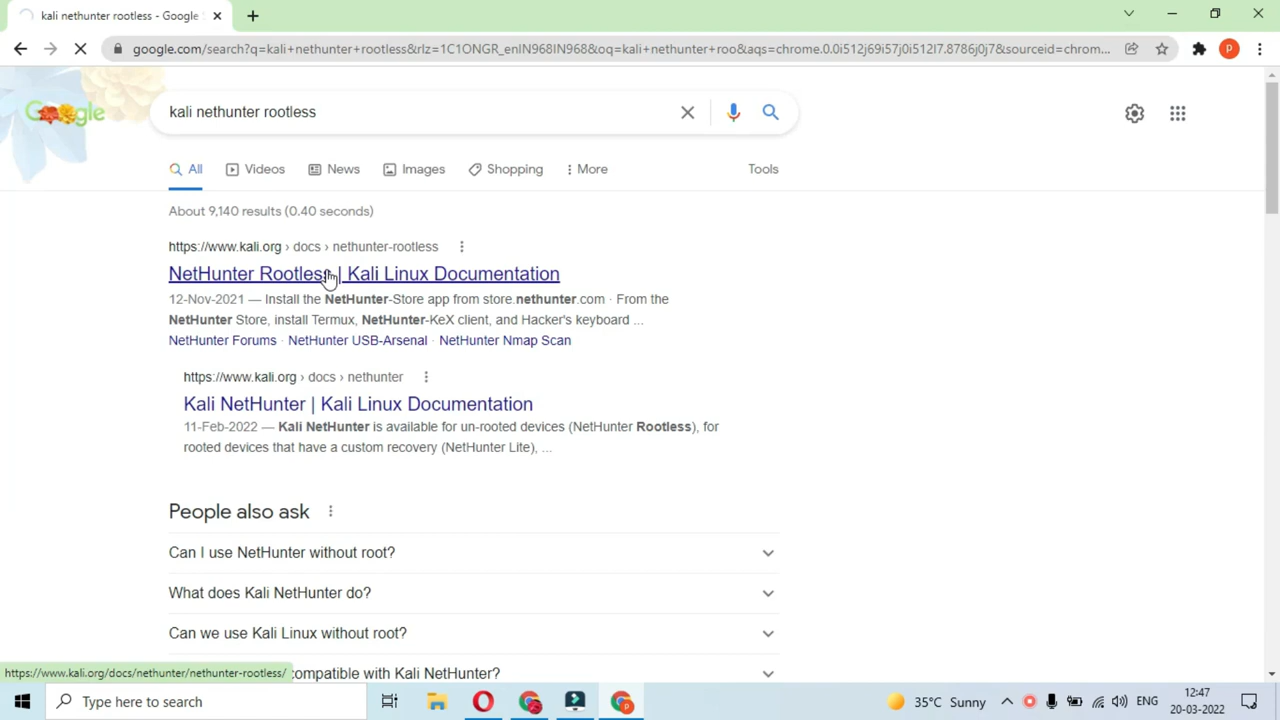 kali nethunter rootless - Google
google.com/search?q=kali+nethunter+rootless&rlz=1C1ONGR_enIN968IN968&oq=kali+nethunter+roo&aqs=chrome.0.0i512j69i57j0i512l7.8786j0j7&sourceid=chrom...
P
Google
kali nethunter rootless
All
Videos
News
Images
Shopping
More
Tools
About 9,140 results (0.40 seconds)
https://www.kali.org › docs › nethunter-rootless
NetHunter Rootless | Kali Linux Documentation
12-Nov-2021 — Install the NetHunter-Store app from store.nethunter.com · From the
NetHunter Store, install Termux, NetHunter-KeX client, and Hacker's keyboard ...
NetHunter Forums · NetHunter USB-Arsenal · NetHunter Nmap Scan
https://www.kali.org › docs › nethunter
Kali NetHunter | Kali Linux Documentation
11-Feb-2022 — Kali NetHunter is available for un-rooted devices (NetHunter Rootless), for
rooted devices that have a custom recovery (NetHunter Lite), ...
People also ask
Can I use NetHunter without root?
What does Kali NetHunter do?
Can we use Kali Linux without root?
https://www.kali.org/docs/nethunter/nethunter-rootless/
compatible with Kali NetHunter?
Type here to search
P
35°C Sunny
ENG
12:47
20-03-2022